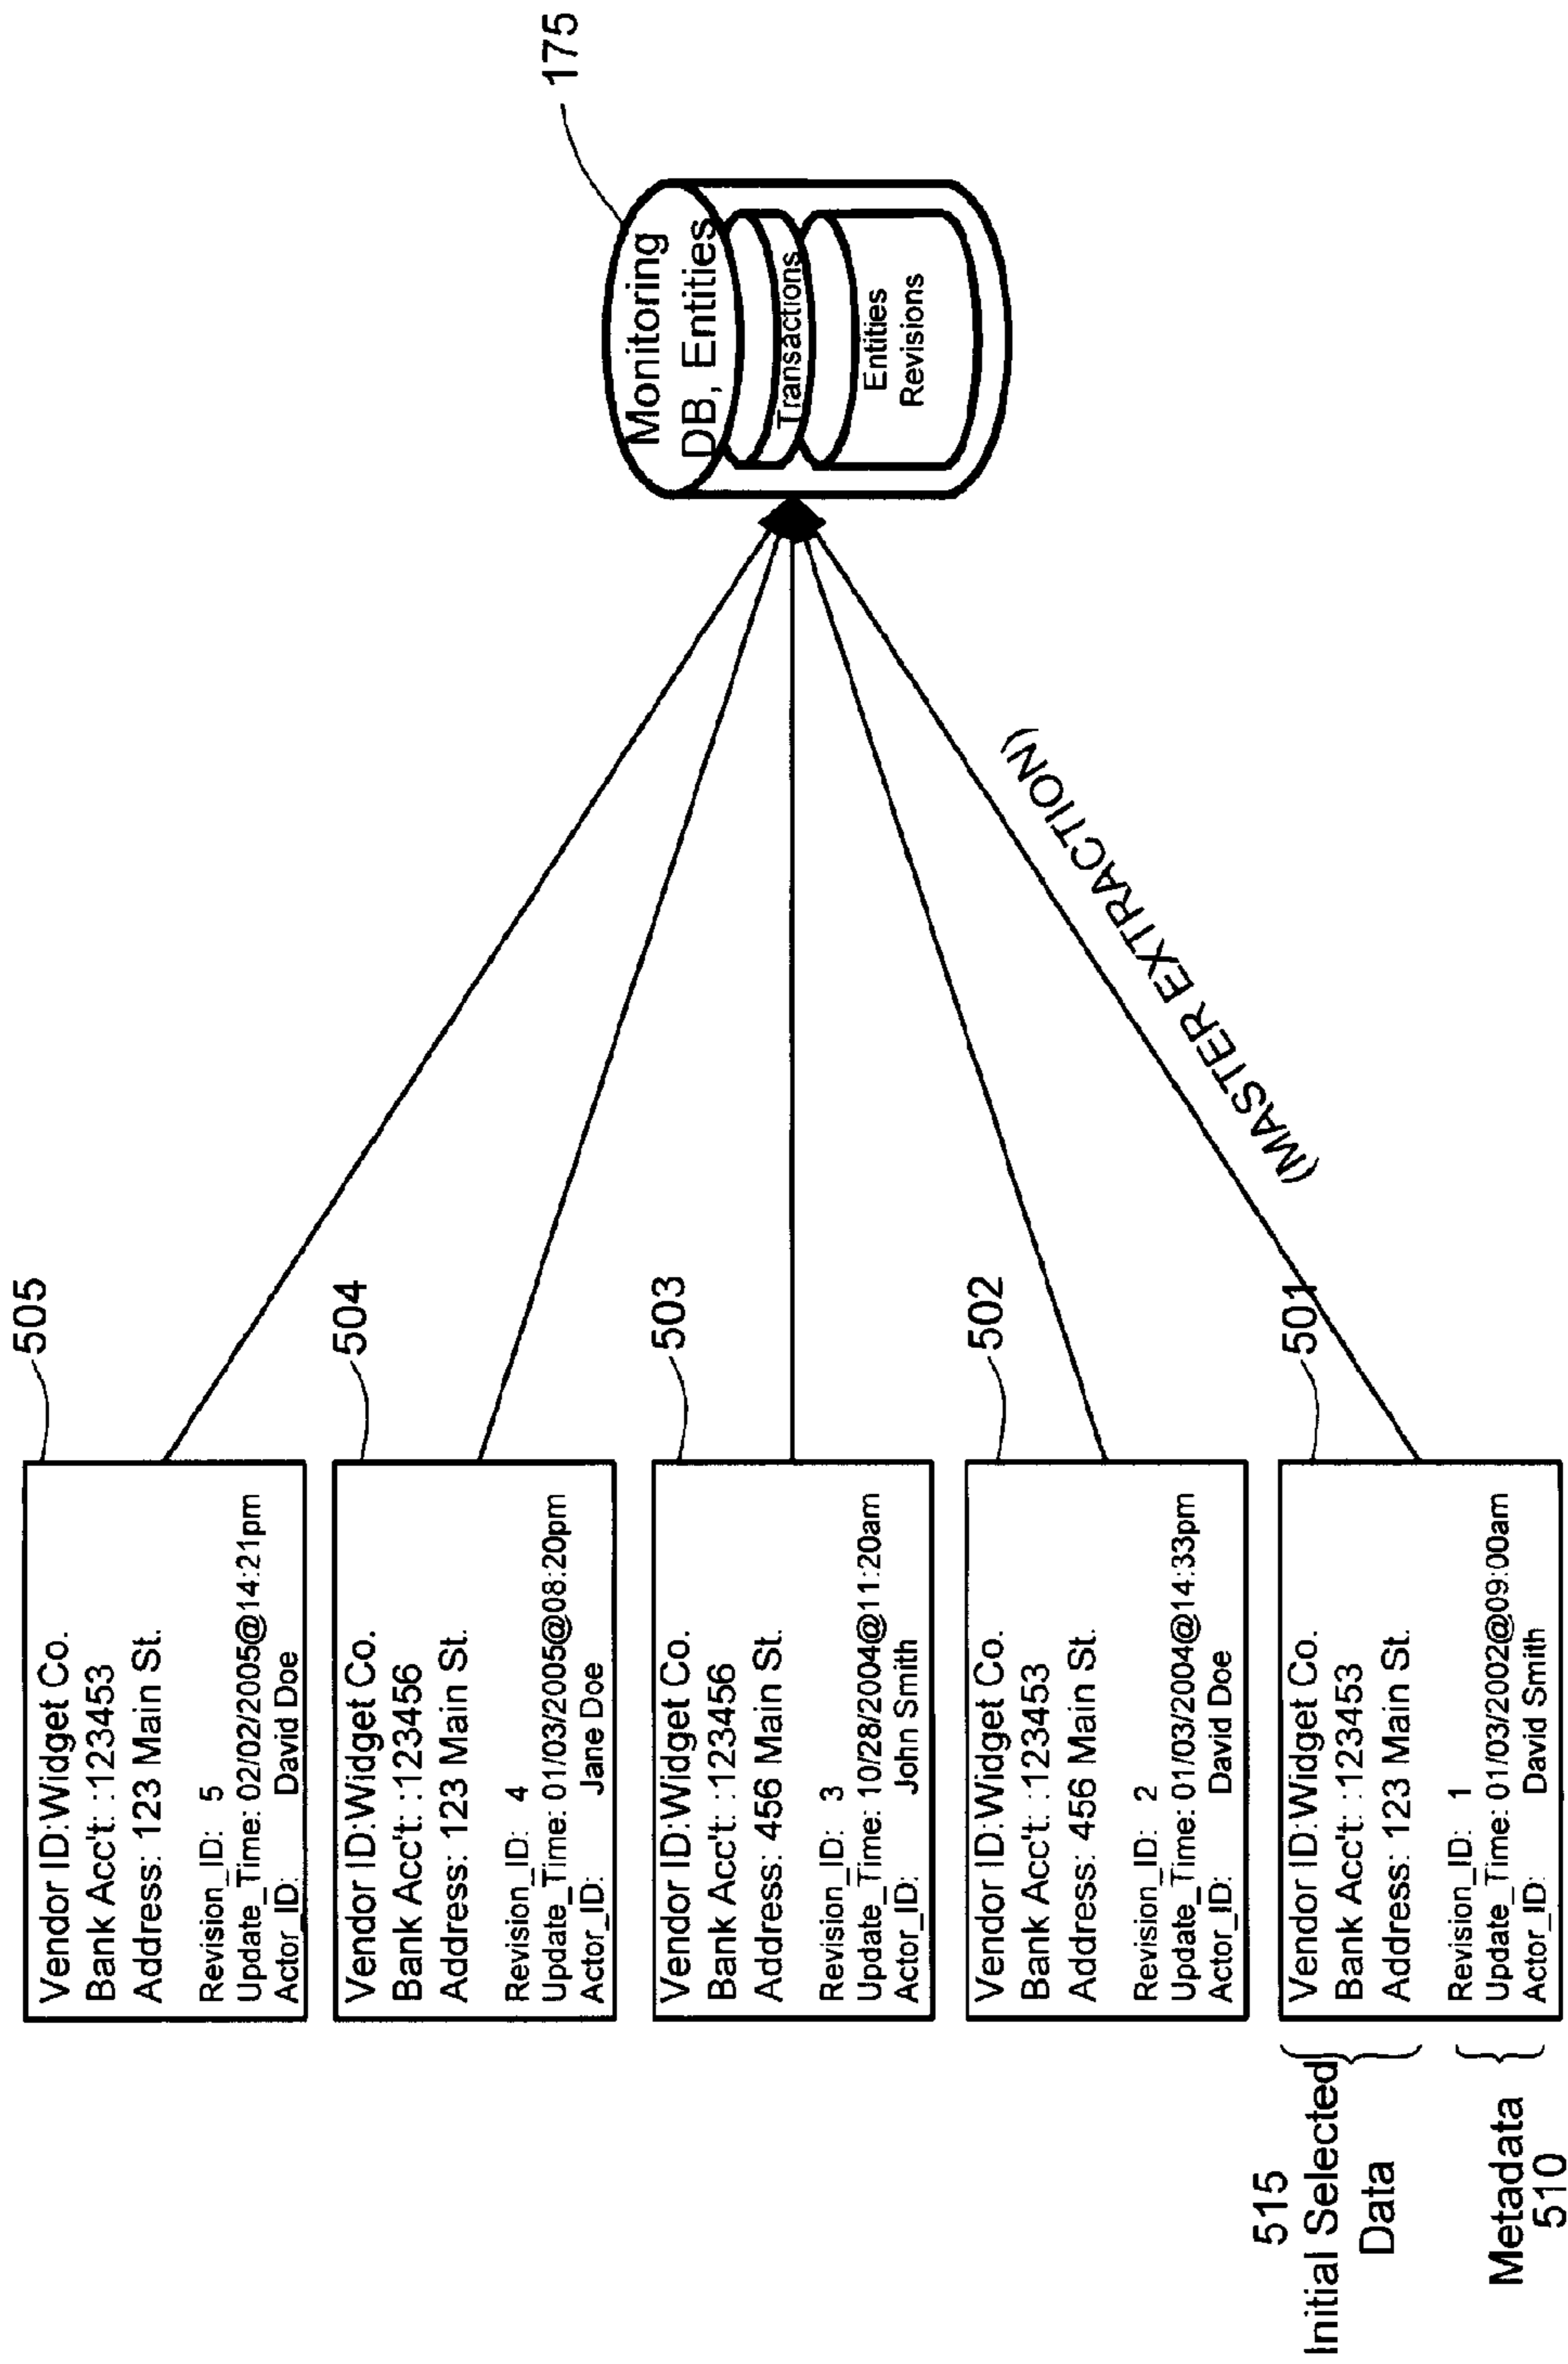 505
Vendor ID:Widget Co.
Bank Acc't: :123453
Address: 123 Main St.
Revision_ID: 5
Update_Time: 02/02/2005@14:21pm
Actor_ID: David Doe
504
Vendor ID:Widget Co.
Bank Acc't: :123456
Address: 123 Main St.
Revision_ID: 4
Update_Time: 01/03/2005@08:20pm
Actor_ID: Jane Doe
503
Vendor ID:Widget Co.
Bank Acc't: :123456
Address: 456 Main St.
Revision_ID: 3
Update_Time: 10/28/2004@11:20am
Actor_ID: John Smith
502
Vendor ID:Widget Co.
Bank Acc't: :123453
Address: 456 Main St.
Revision_ID: 2
Update_Time: 01/03/2004@14:33pm
Actor_ID: David Doe
501
Vendor ID:Widget Co.
Bank Acc't: :123453
Address: 123 Main St.
Revision_ID: 1
Update_Time: 01/03/2002@09:00am
Actor_ID: David Smith
515
Initial Selected
Data
Metadata
510
(MASTER EXTRACTION)
175
Monitoring
DB, Entities
Transactions
Entities
Revisions